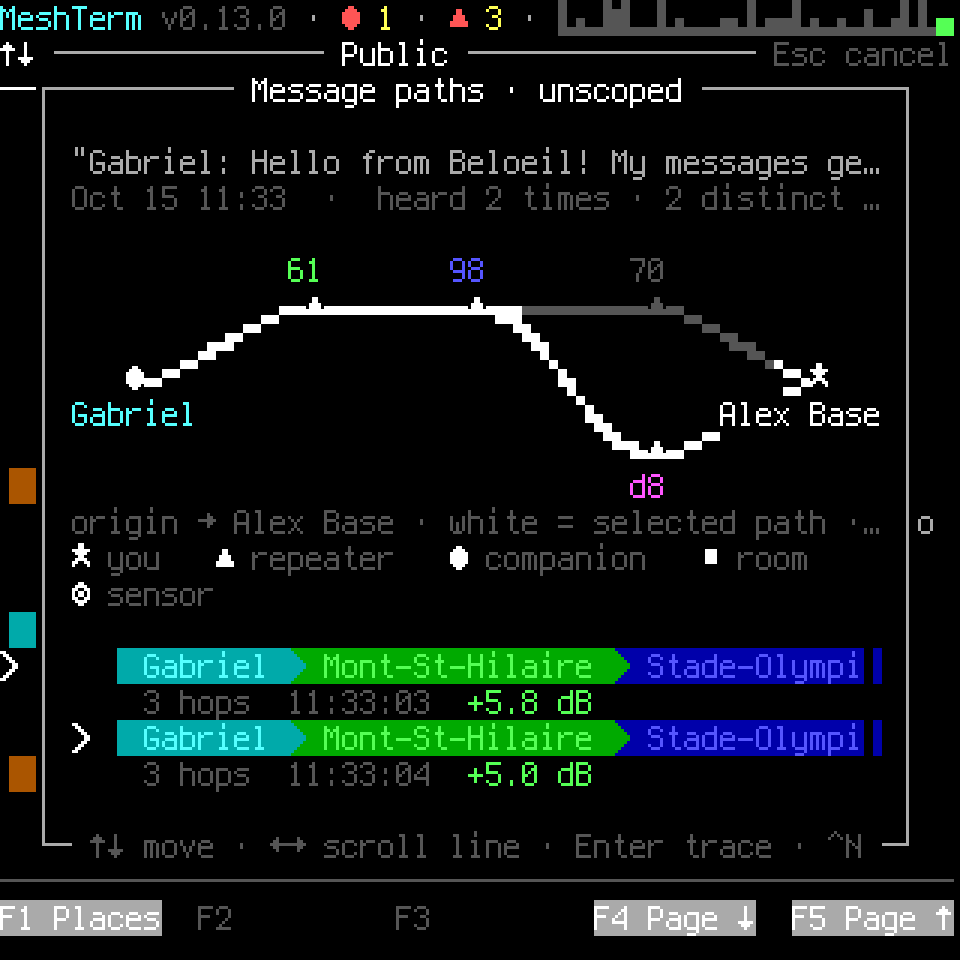 MeshTerm v0.13.0 · 1 · 3 ·
↑↓ Public Esc cancel
Message paths · unscoped
"Gabriel: Hello from Beloeil! My messages ge…
Oct 15 11:33 · heard 2 times · 2 distinct …
61 98 70
Gabriel Alex Base
d8
origin → Alex Base · white = selected path ·… o
you repeater companion room
sensor
Gabriel Mont-St-Hilaire Stade-Olympi
3 hops 11:33:03 +5.8 dB
Gabriel Mont-St-Hilaire Stade-Olympi
3 hops 11:33:04 +5.0 dB
↑↓ move · ↔ scroll line · Enter trace · ^N
F1 Places F2 F3 F4 Page ↓ F5 Page ↑